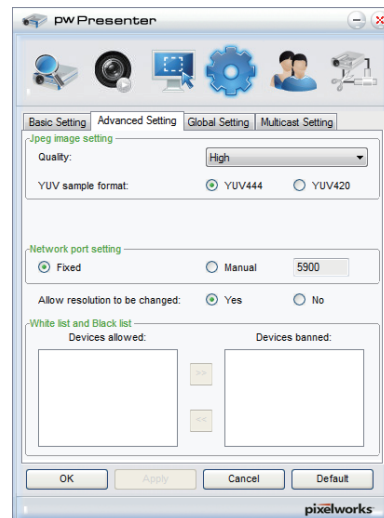 pwPresenter
Basic Setting Advanced Setting Global Setting Multicast Setting
Jpeg image setting
Quality: High
YUV sample format: YUV444 YUV420
Network port setting
Fixed Manual 5900
Allow resolution to be changed: Yes No
White list and Black list
Devices allowed: Devices banned:
>>
<<
OK Apply Cancel Default
pixelworks